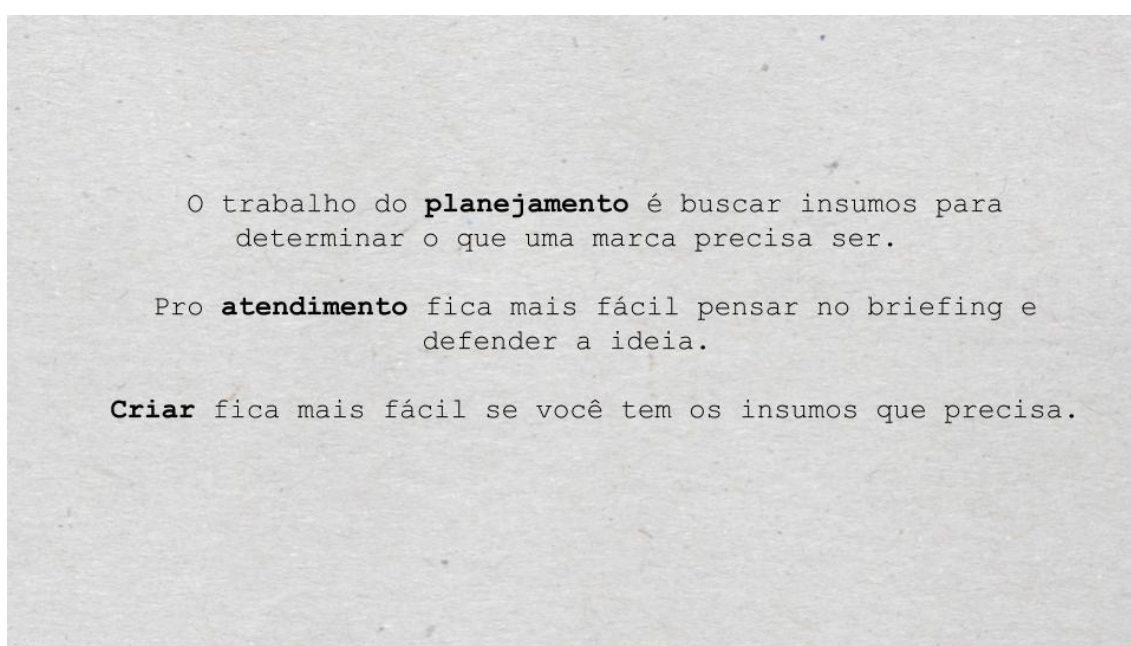 O trabalho do planejamento é buscar insumos para
determinar o que uma marca precisa ser.
Pro atendimento fica mais fácil pensar no briefing e
defender a ideia.
Criar fica mais fácil se você tem os insumos que precisa.